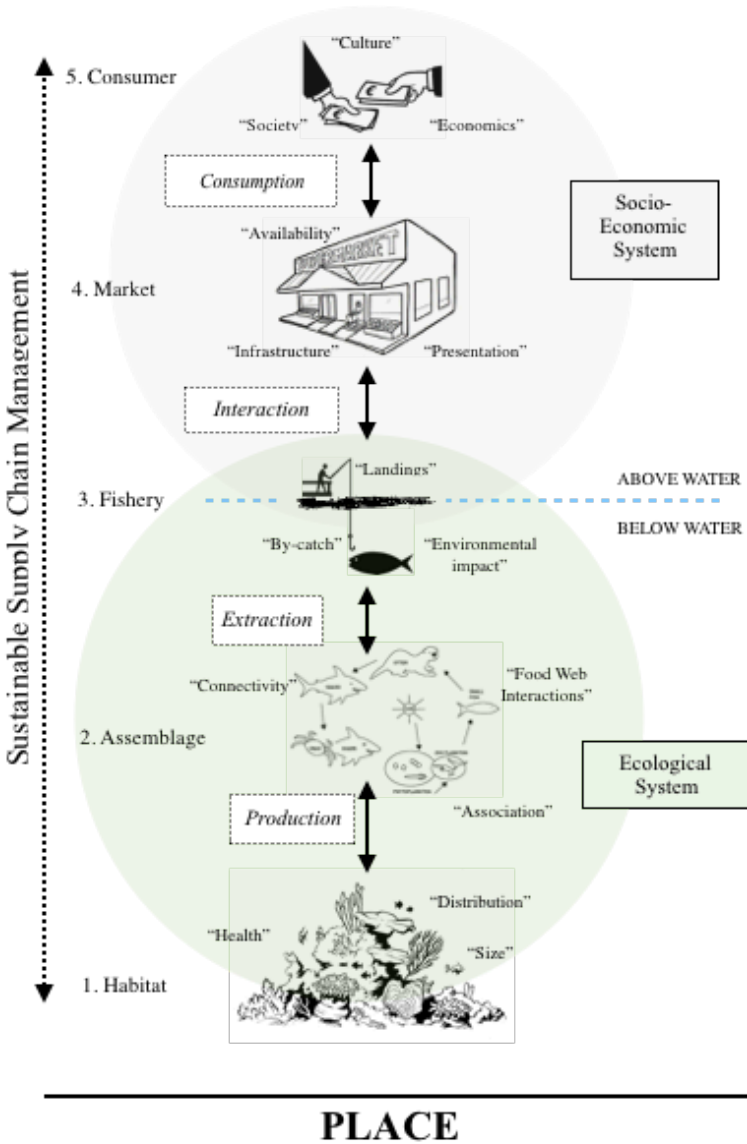 “Culture”
5. Consumer
“Society”
“Economics”
Consumption
Socio-
Economic
System
“Availability”
SUPERMARKET
4. Market
“Infrastructure”
“Presentation”
Interaction
“Landings”
ABOVE WATER
3. Fishery
BELOW WATER
“By-catch”
“Environmental
impact”
Extraction
“Connectivity”
“Food Web
Interactions”
2. Assemblage
Ecological
System
Production
“Association”
“Distribution”
“Health”
“Size”
1. Habitat
Sustainable Supply Chain Management
PLACE